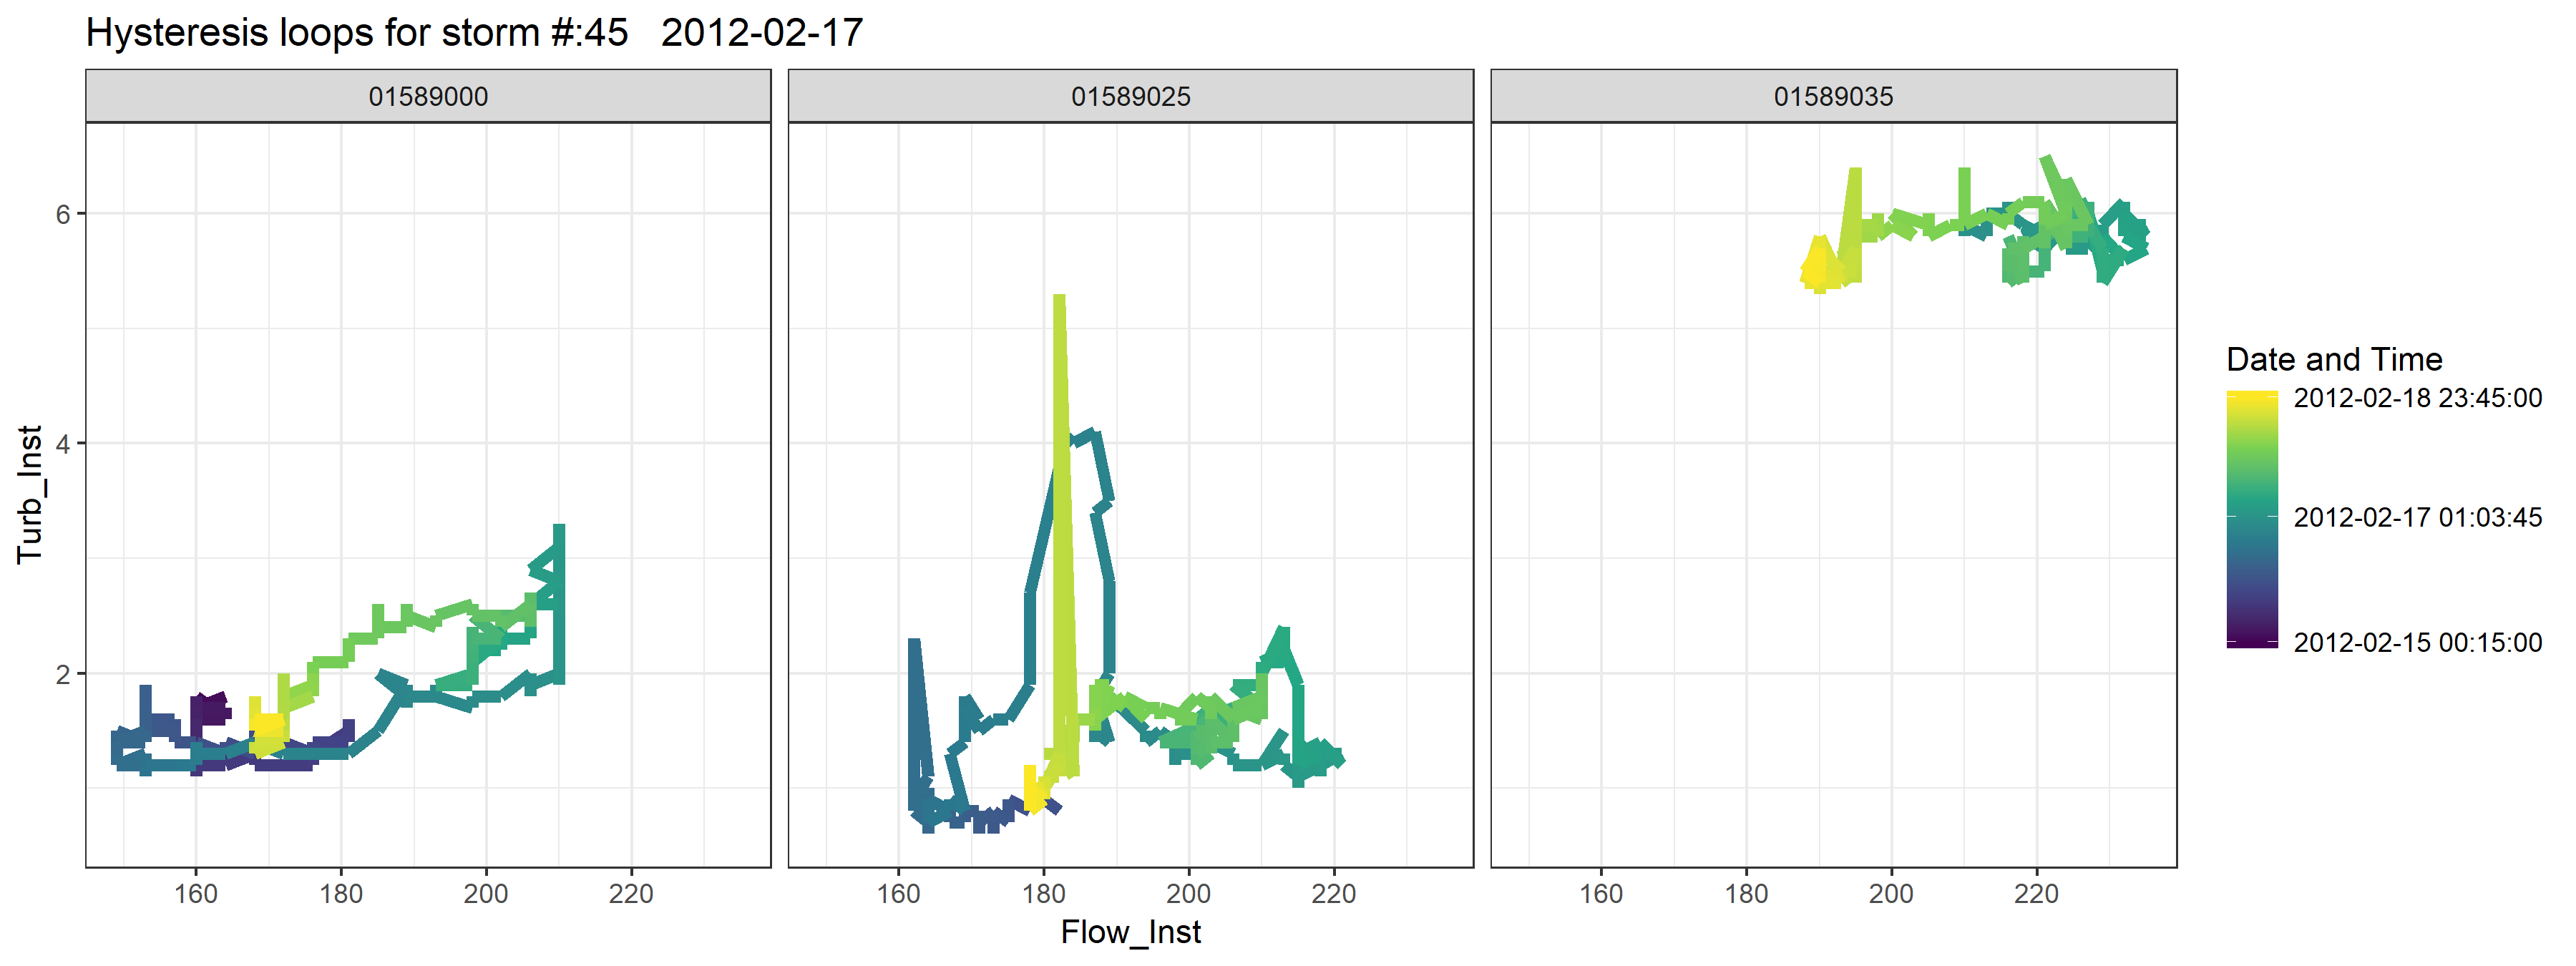 Hysteresis loops for storm #:45   2012-02-17
01589000
01589025
01589035
Turb_Inst
6
4
2
160 180 200 220
160 180 200 220
160 180 200 220
Flow_Inst
Date and Time
2012-02-18 23:45:00
2012-02-17 01:03:45
2012-02-15 00:15:00